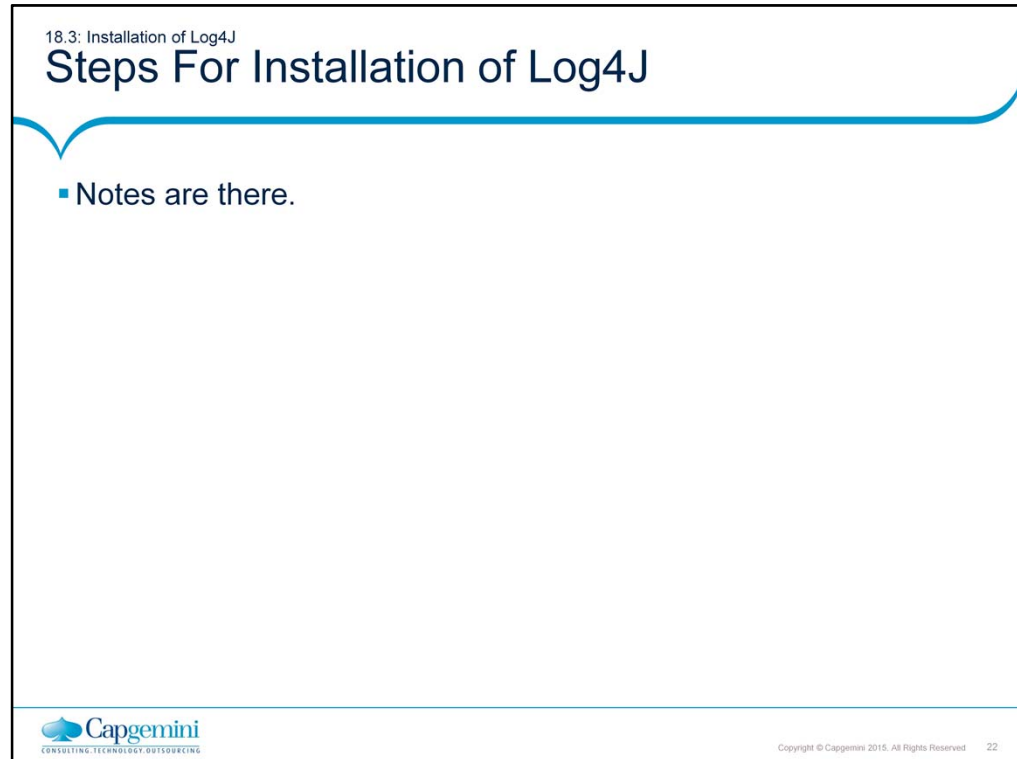 18.3: Installation of Log4J
Steps For Installation of Log4J
▪ Notes are there.
Capgemini
CONSULTING.TECHNOLOGY.OUTSOURCING
Copyright © Capgemini 2015. All Rights Reserved 22